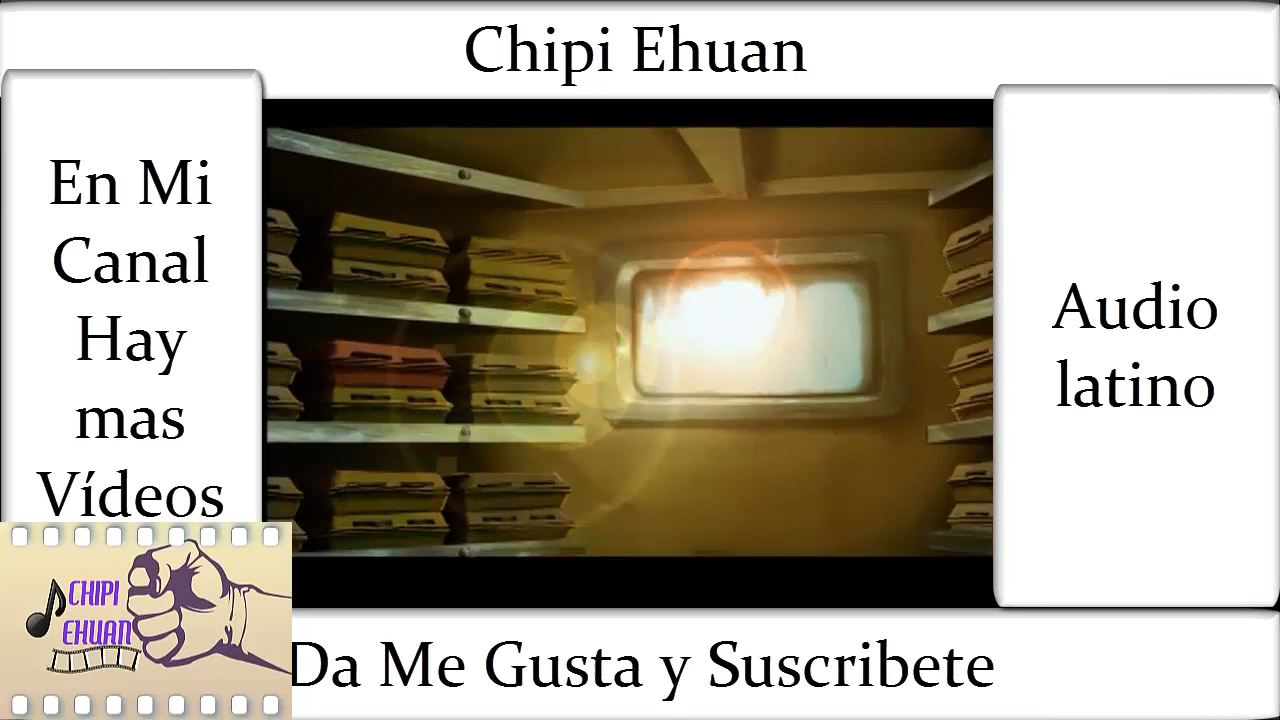 Chipi Ehuan
En Mi
Canal
Hay
mas
Vídeos
Audio
latino
CHIPI
EHUAN
Da Me Gusta y Suscribete